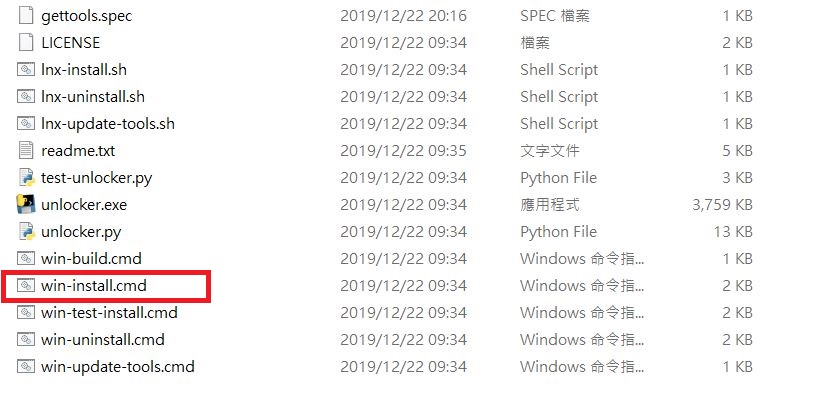 gettools.spec 2019/12/22 20:16 SPEC 檔案 1 KB
LICENSE 2019/12/22 09:34 檔案 2 KB
lnx-install.sh 2019/12/22 09:34 Shell Script 1 KB
lnx-uninstall.sh 2019/12/22 09:34 Shell Script 1 KB
lnx-update-tools.sh 2019/12/22 09:34 Shell Script 1 KB
readme.txt 2019/12/22 09:35 文字文件 5 KB
test-unlocker.py 2019/12/22 09:34 Python File 3 KB
unlocker.exe 2019/12/22 09:34 應用程式 3,759 KB
unlocker.py 2019/12/22 09:34 Python File 13 KB
win-build.cmd 2019/12/22 09:34 Windows 命令指... 1 KB
win-install.cmd 2019/12/22 09:34 Windows 命令指... 2 KB
win-test-install.cmd 2019/12/22 09:34 Windows 命令指... 2 KB
win-uninstall.cmd 2019/12/22 09:34 Windows 命令指... 2 KB
win-update-tools.cmd 2019/12/22 09:34 Windows 命令指... 1 KB